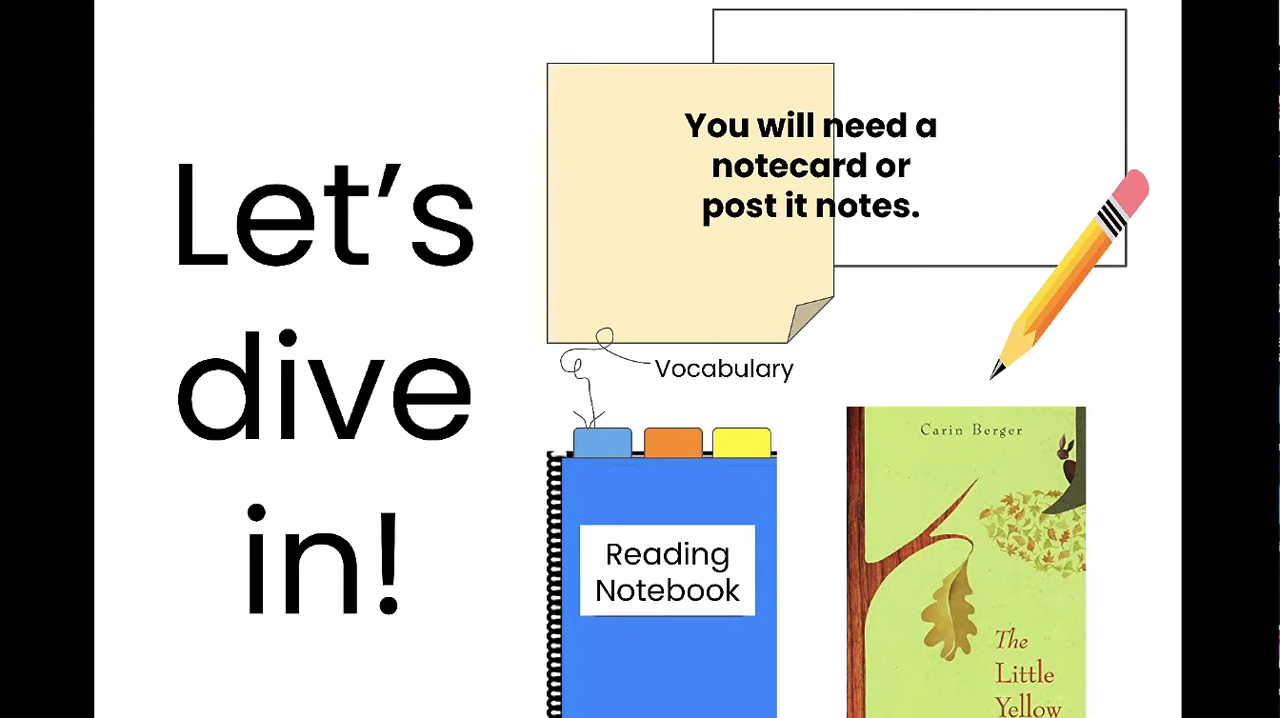 Let's
dive
in!
You will need a
notecard or
post it notes.
Vocabulary
Reading
Notebook
Carin Berger
The
Little
Yellow